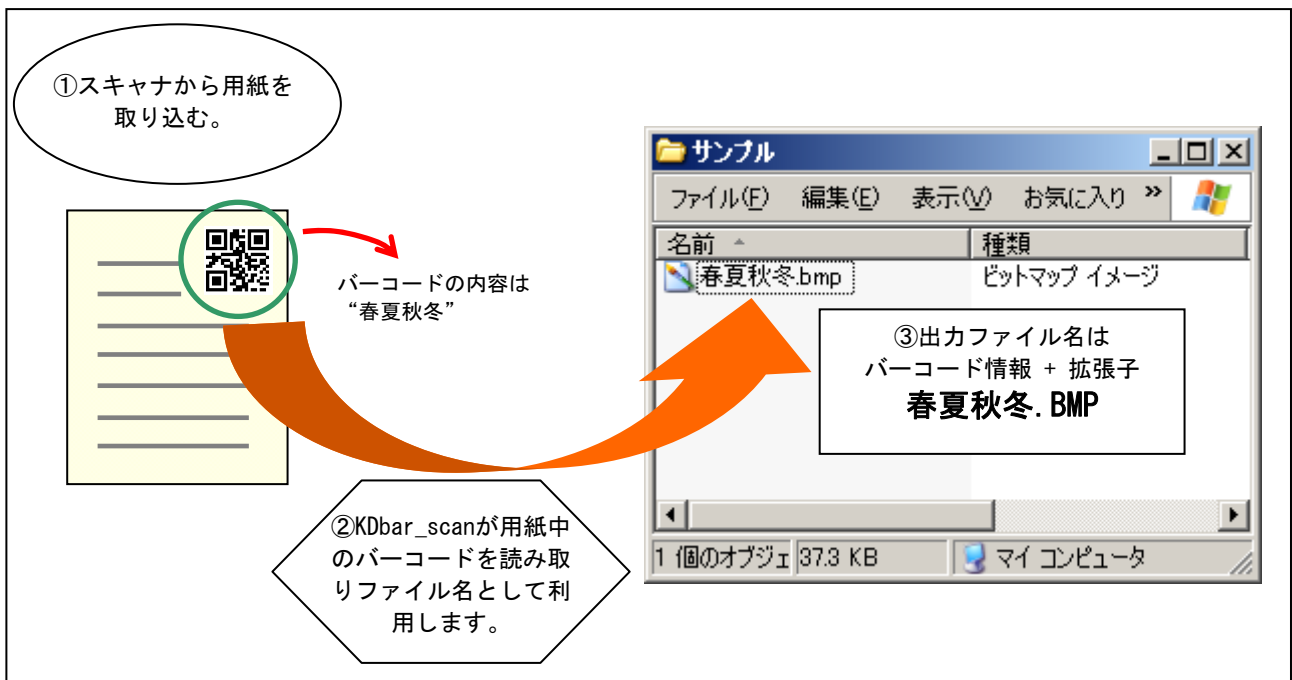 ①スキャナから用紙を
取り込む。
バーコードの内容は
“春夏秋冬”
②KDbar_scanが用紙中
のバーコードを読み取
りファイル名として利
用します。
サンプル
ファイル(F) 編集(E) 表示(V) お気に入り »
名前 種類
春夏秋冬.bmp ビットマップ イメージ
③出力ファイル名は
バーコード情報 + 拡張子
春夏秋冬.BMP
1 個のオブジェ 37.3 KB マイ コンピュータ